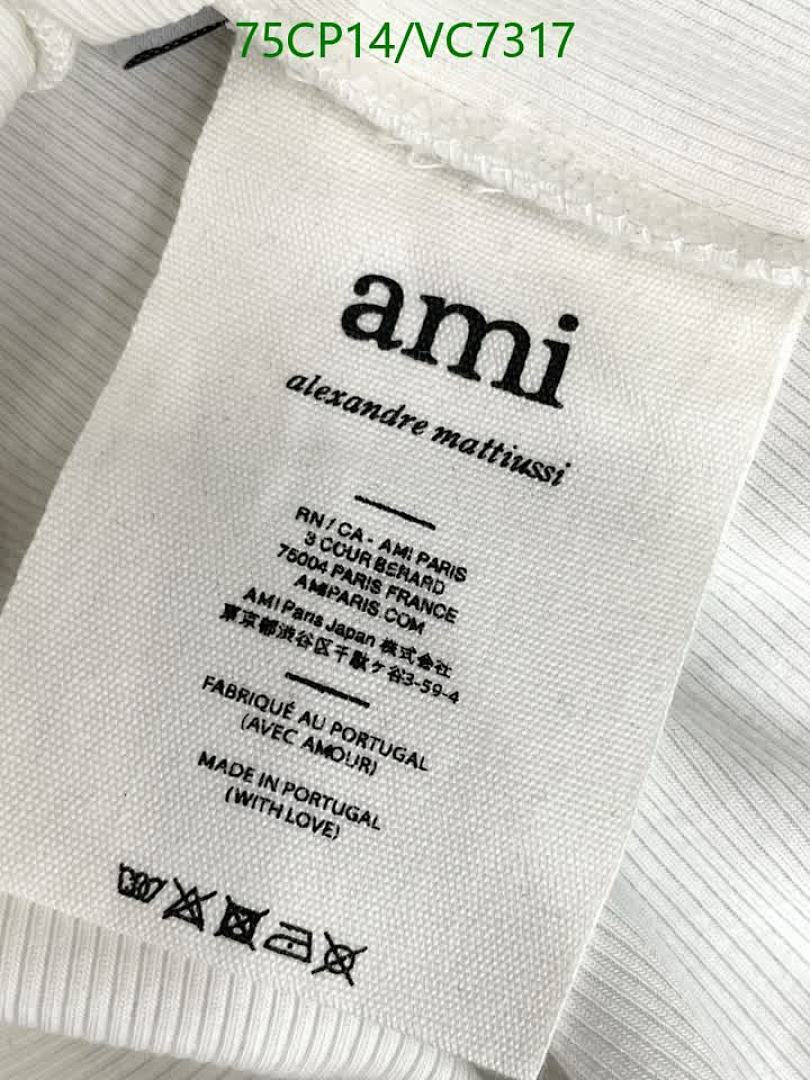 75CP14/VC7317
ami
alexandre mattiussi
RN / CA - AMI PARIS
3 COUR BERARD
75004 PARIS FRANCE
AMIPARIS.COM
AMI Paris Japan 株式会社
東京都渋谷区千駄ヶ谷3-59-4
FABRIQUÉ AU PORTUGAL
(AVEC AMOUR)
MADE IN PORTUGAL
(WITH LOVE)